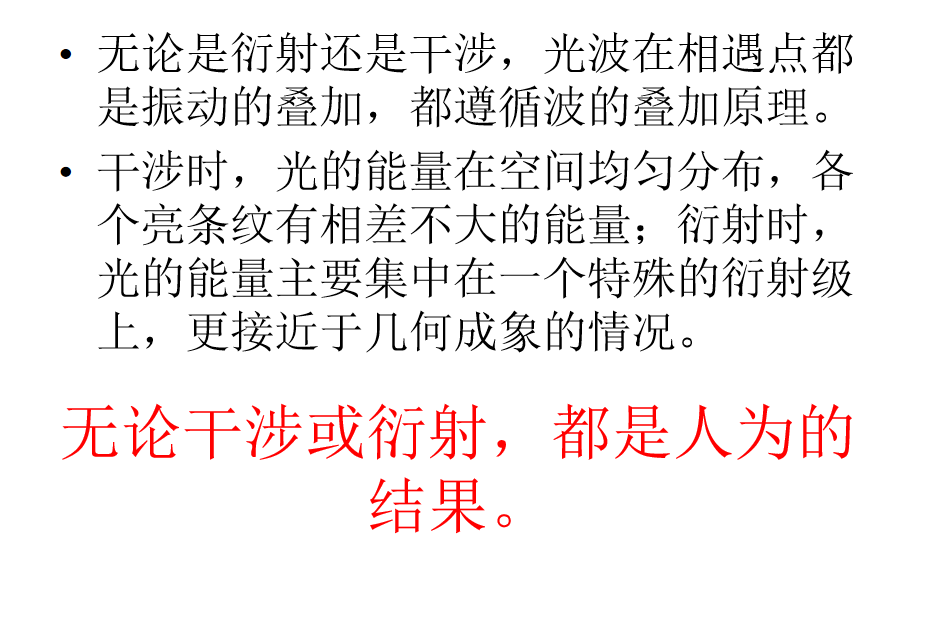 • 无论是衍射还是干涉，光波在相遇点都
是振动的叠加，都遵循波的叠加原理。
• 干涉时，光的能量在空间均匀分布，各
个亮条纹有相差不大的能量；衍射时，
光的能量主要集中在一个特殊的衍射级
上，更接近于几何成象的情况。
无论干涉或衍射，都是人为的
结果。